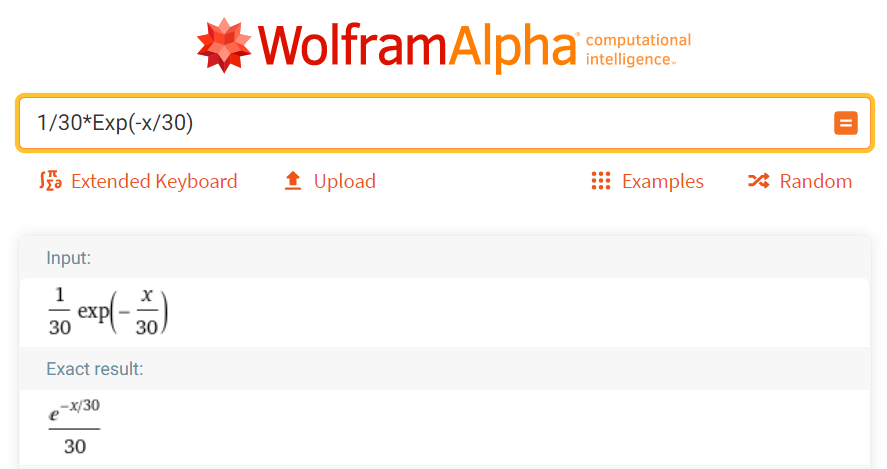 WolframAlpha computational intelligence™
1/30*Exp(-x/30)
=
∫π Σ∂ Extended Keyboard Upload Examples Random
Input:
1/30 exp(-x/30)
Exact result:
e^(-x/30)/30